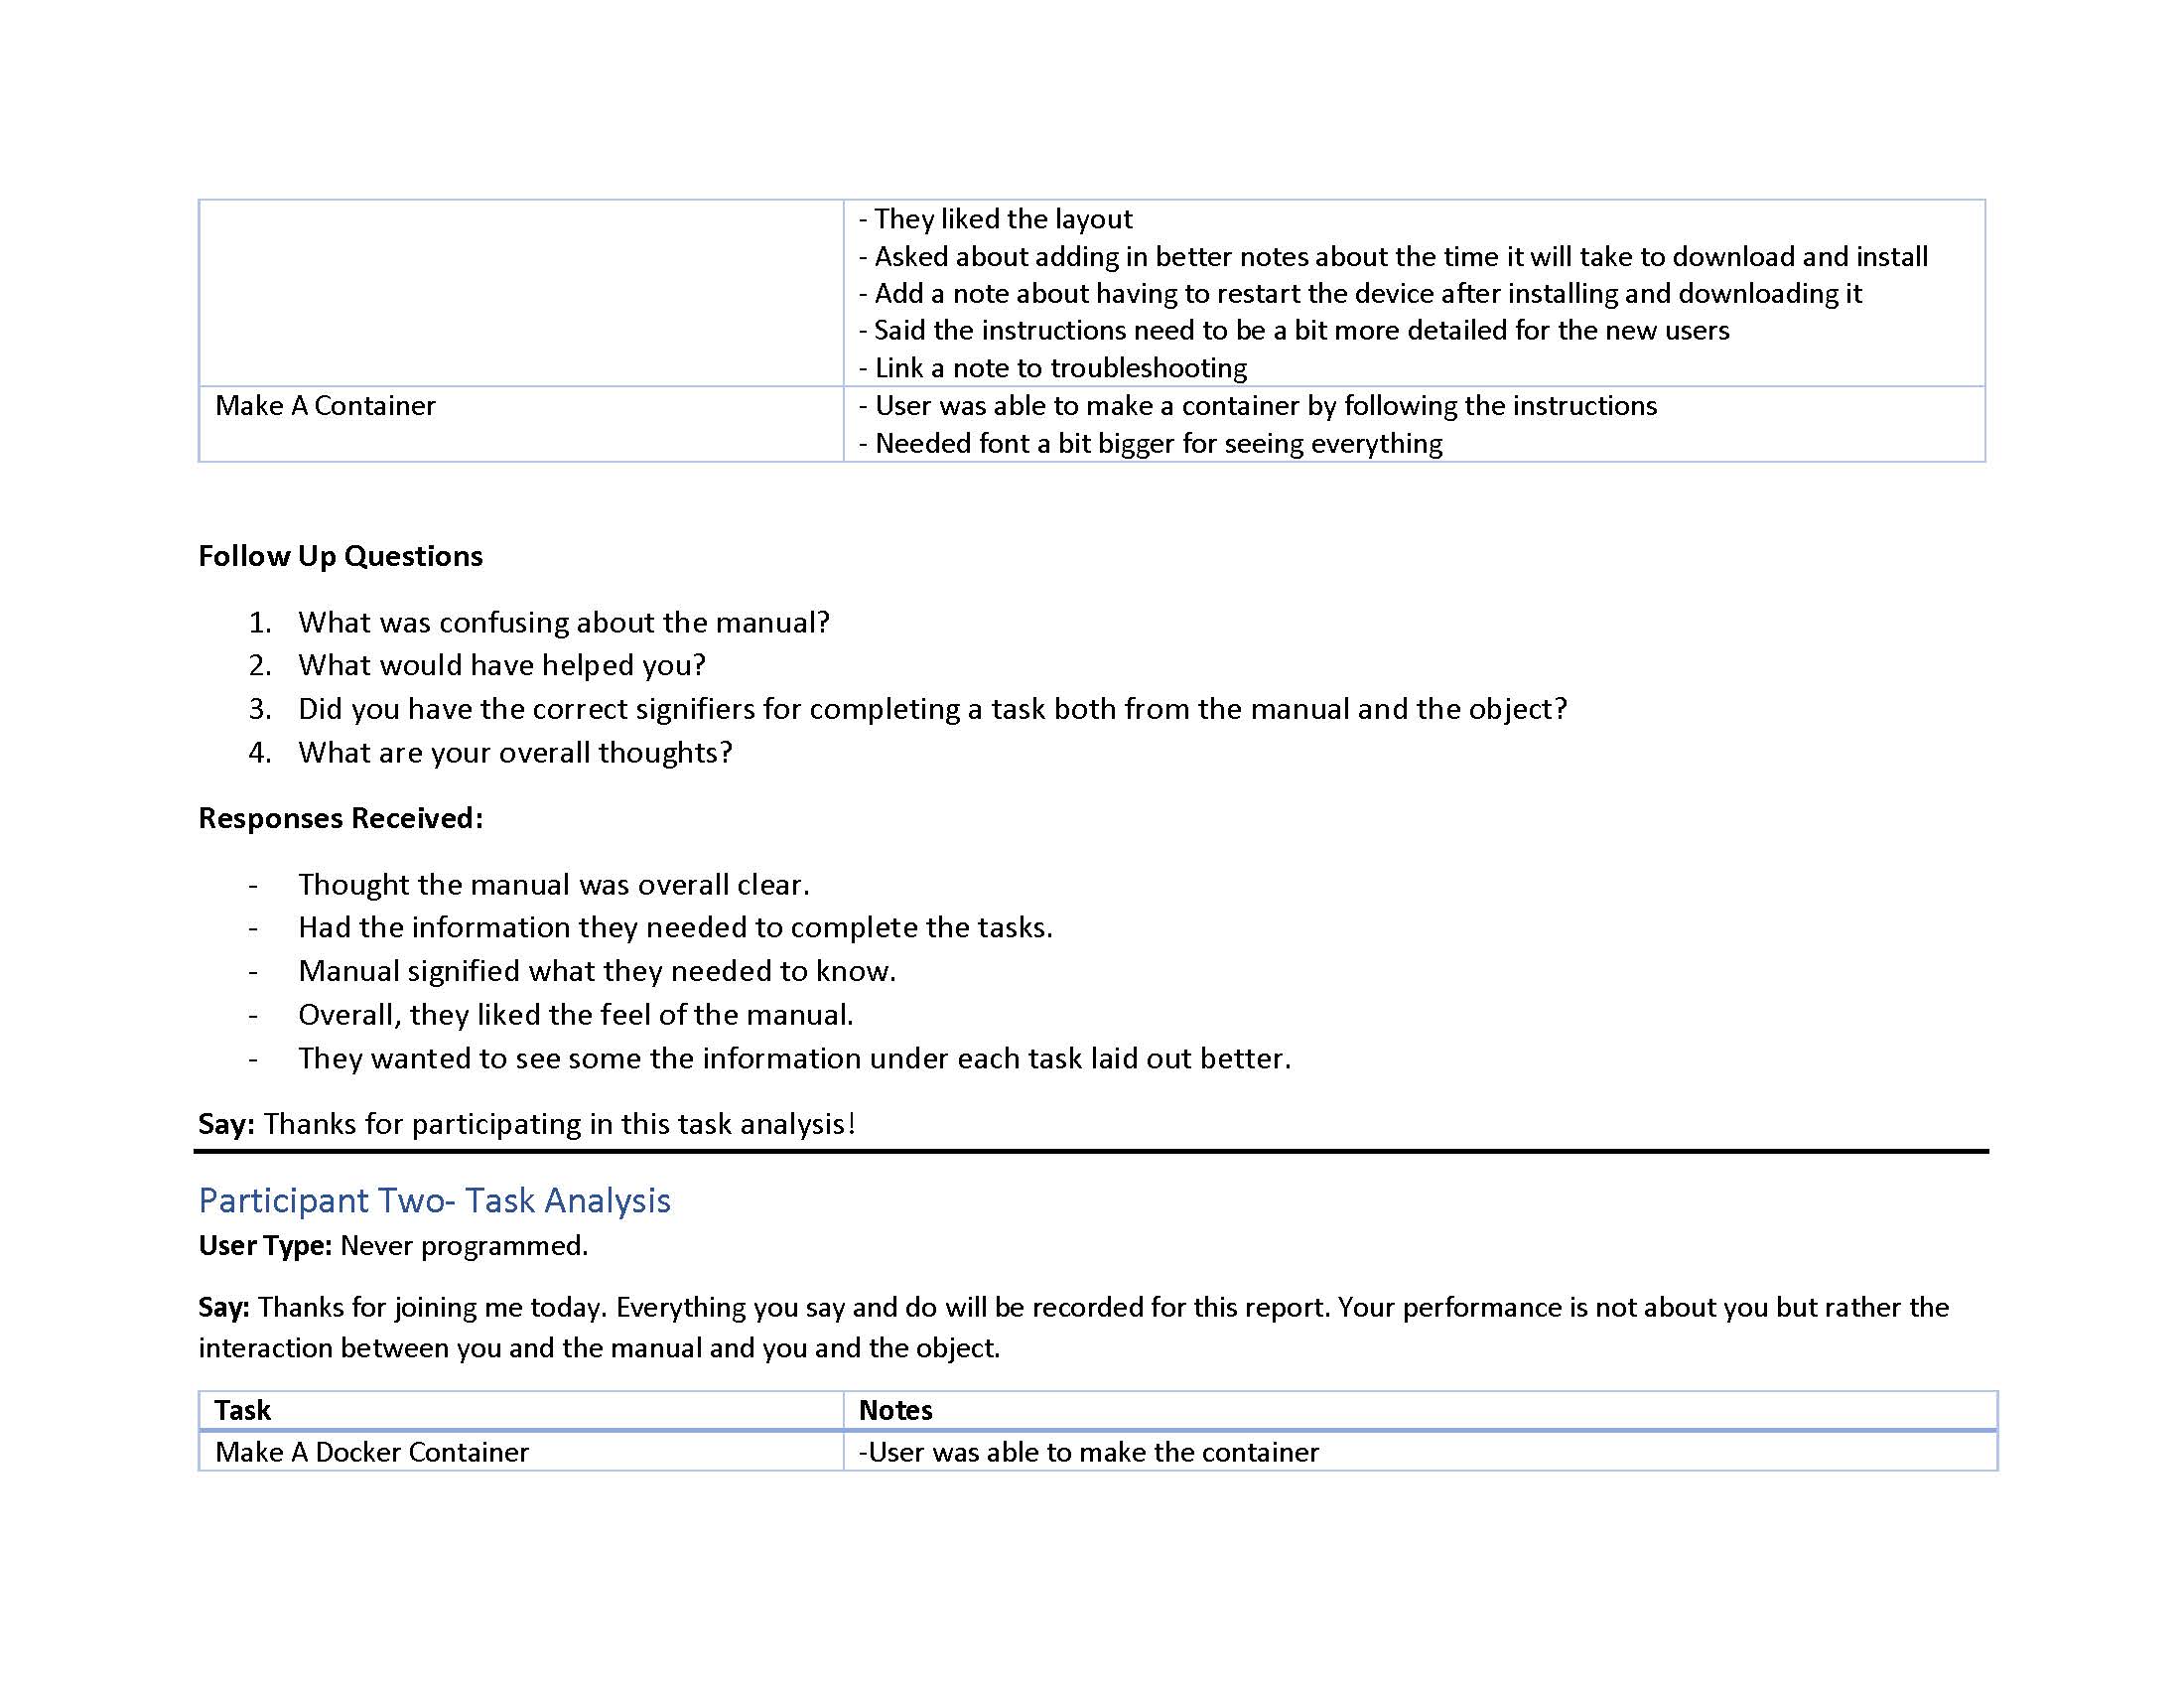 - They liked the layout
- Asked about adding in better notes about the time it will take to download and install
- Add a note about having to restart the device after installing and downloading it
- Said the instructions need to be a bit more detailed for the new users
- Link a note to troubleshooting
Make A Container
- User was able to make a container by following the instructions
- Needed font a bit bigger for seeing everything
Follow Up Questions
1. What was confusing about the manual?
2. What would have helped you?
3. Did you have the correct signifiers for completing a task both from the manual and the object?
4. What are your overall thoughts?
Responses Received:
- Thought the manual was overall clear.
- Had the information they needed to complete the tasks.
- Manual signified what they needed to know.
- Overall, they liked the feel of the manual.
- They wanted to see some the information under each task laid out better.
Say: Thanks for participating in this task analysis!
Participant Two- Task Analysis
User Type: Never programmed.
Say: Thanks for joining me today. Everything you say and do will be recorded for this report. Your performance is not about you but rather the
interaction between you and the manual and you and the object.
Task
Notes
Make A Docker Container
-User was able to make the container